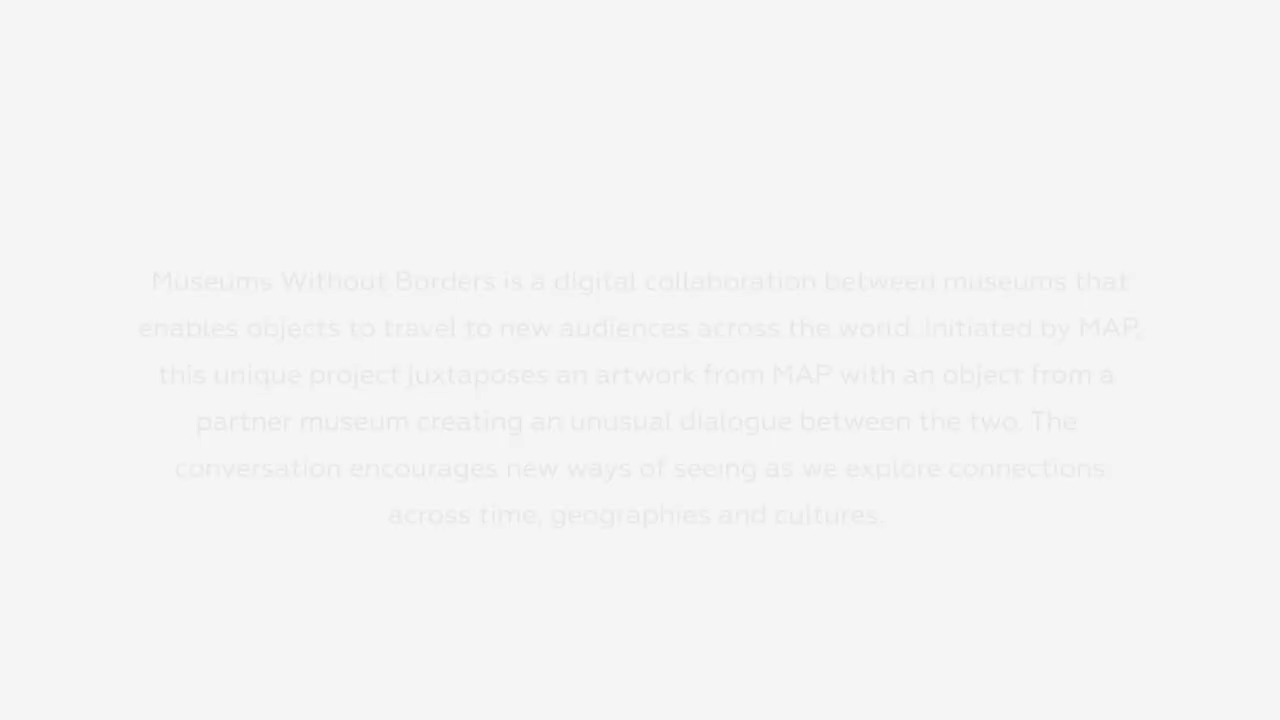 Museums Without Borders is a digital collaboration between museums that
enables objects to travel to new audiences across the world. Initiated by MAP,
this unique project juxtaposes an artwork from MAP with an object from a
partner museum creating an unusual dialogue between the two. The
conversation encourages new ways of seeing as we explore connections
across time, geographies and cultures.